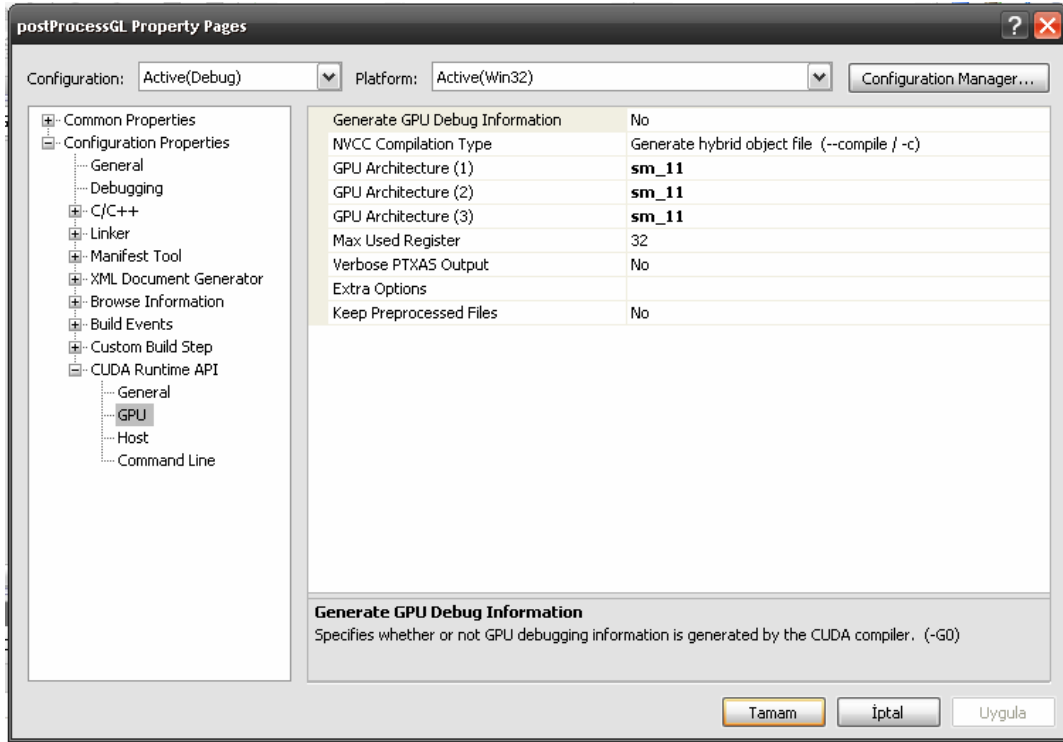 postProcessGL Property Pages
Configuration: Active(Debug) Platform: Active(Win32) Configuration Manager...
Common Properties
Configuration Properties
General
Debugging
C/C++
Linker
Manifest Tool
XML Document Generator
Browse Information
Build Events
Custom Build Step
CUDA Runtime API
General
GPU
Host
Command Line
Generate GPU Debug Information No
NVCC Compilation Type Generate hybrid object file (--compile / -c)
GPU Architecture (1) sm_11
GPU Architecture (2) sm_11
GPU Architecture (3) sm_11
Max Used Register 32
Verbose PTXAS Output No
Extra Options
Keep Preprocessed Files No
Generate GPU Debug Information
Specifies whether or not GPU debugging information is generated by the CUDA compiler. (-G0)
Tamam İptal Uygula